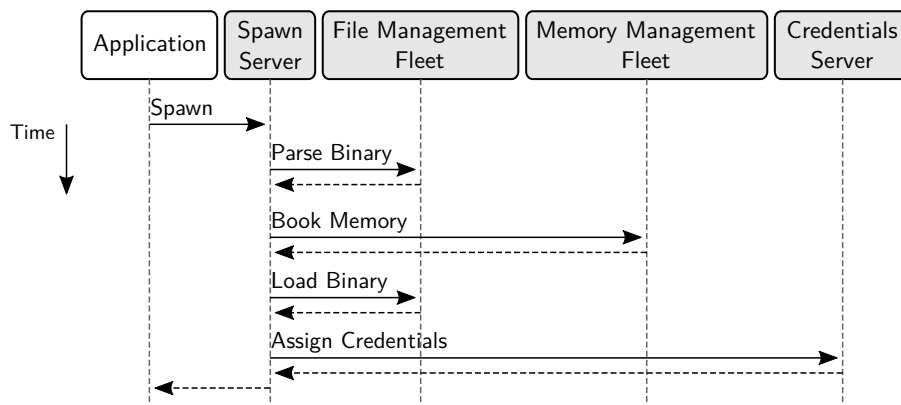 Application
Spawn
Server
File Management
Fleet
Memory Management
Fleet
Credentials
Server
Spawn
Time
Parse Binary
Book Memory
Load Binary
Assign Credentials